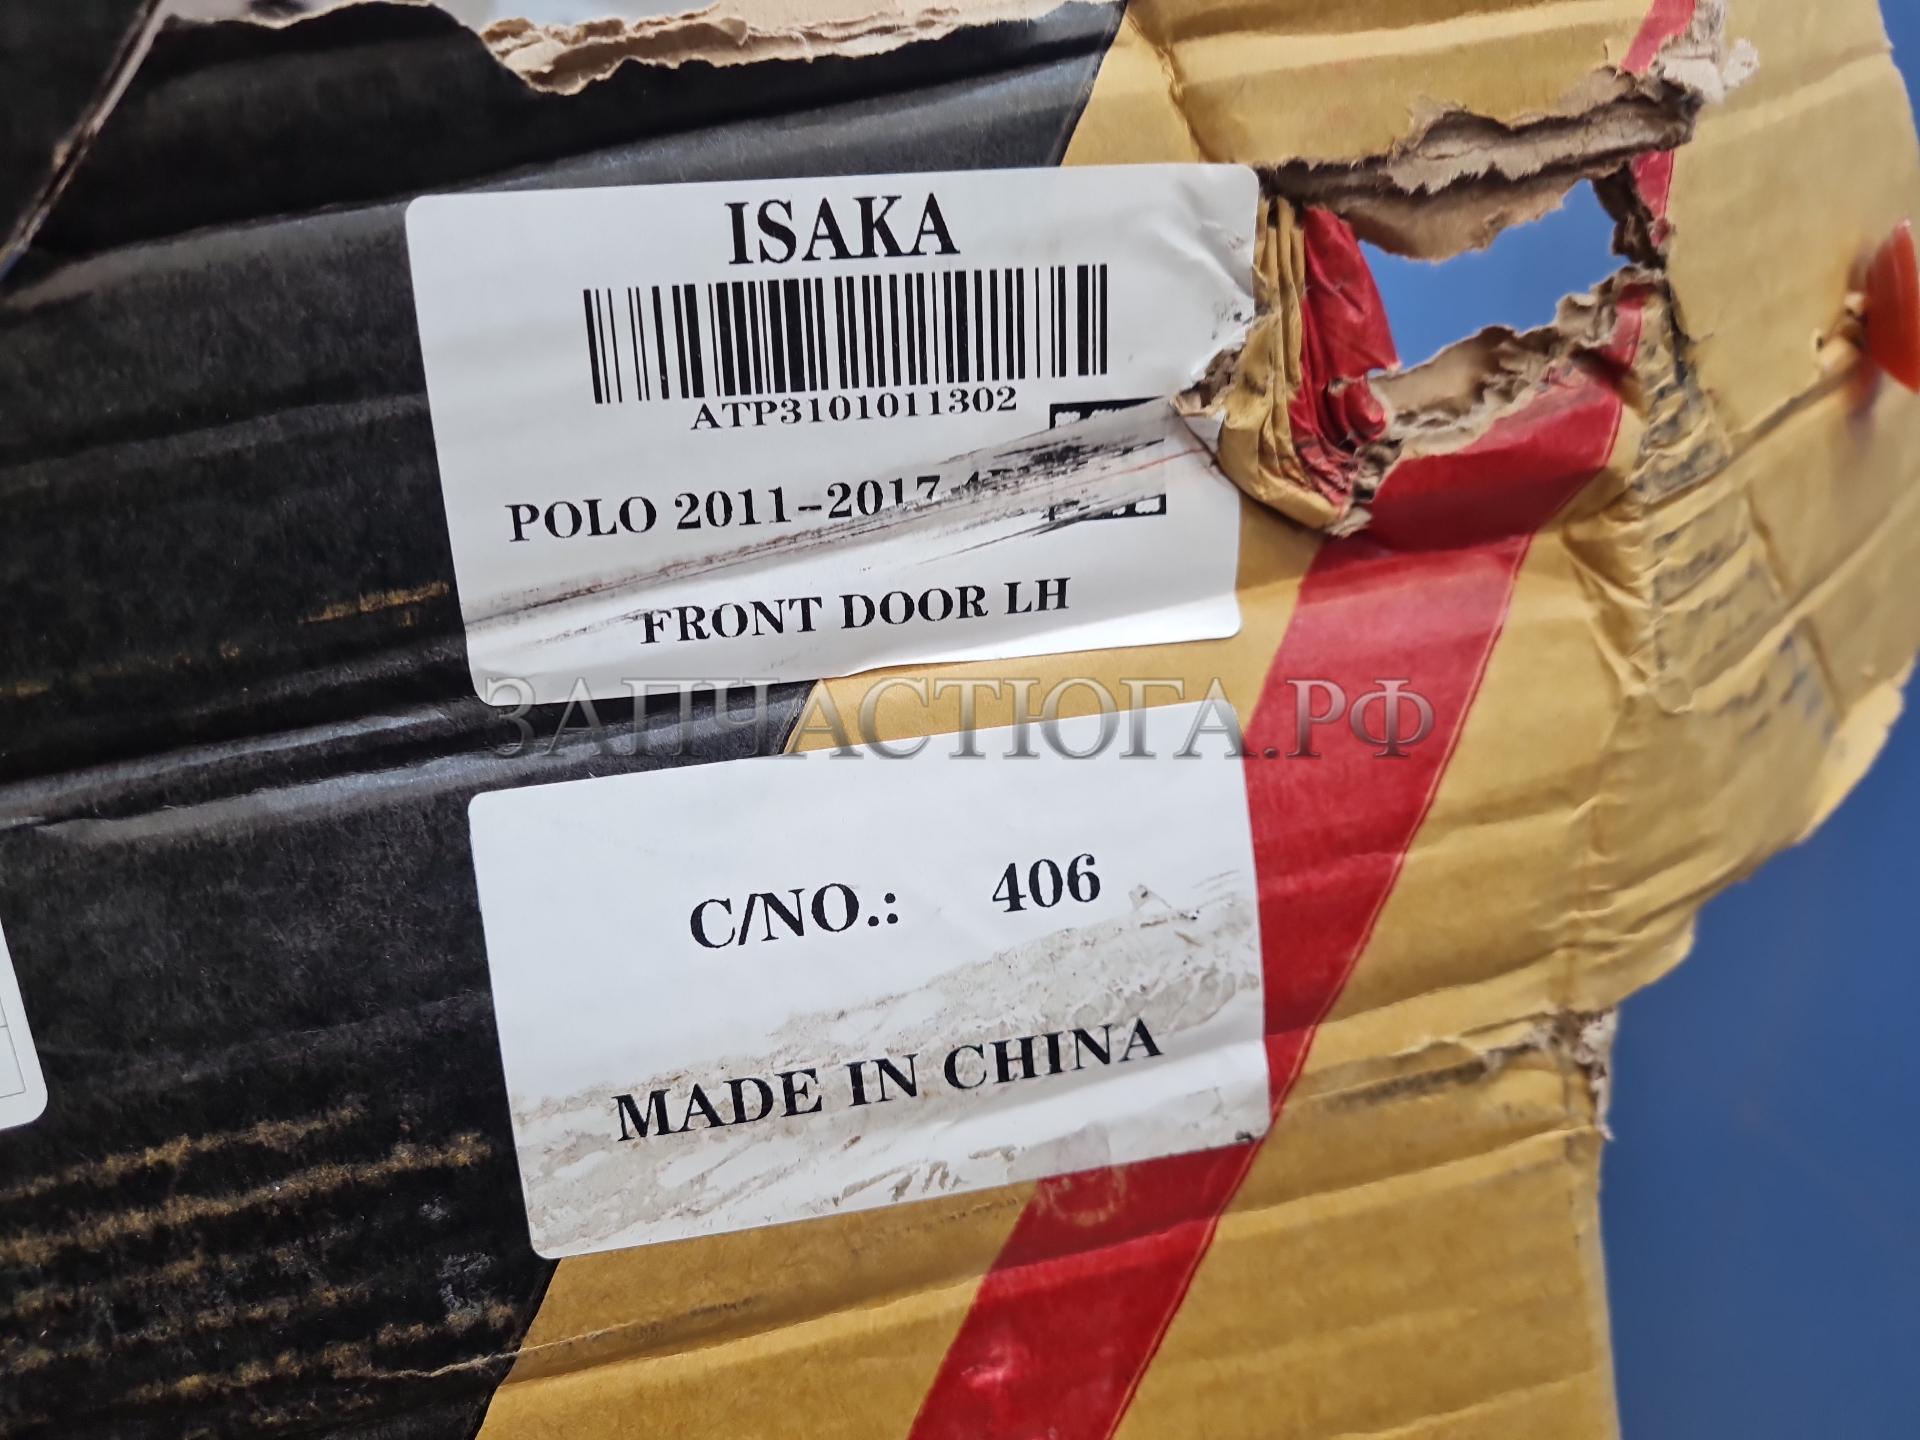 ISAKA
ATP3101011302
POLO 2011-2017
FRONT DOOR LH
ЗАПЧАСТЮГА.РФ
C/NO.: 406
MADE IN CHINA